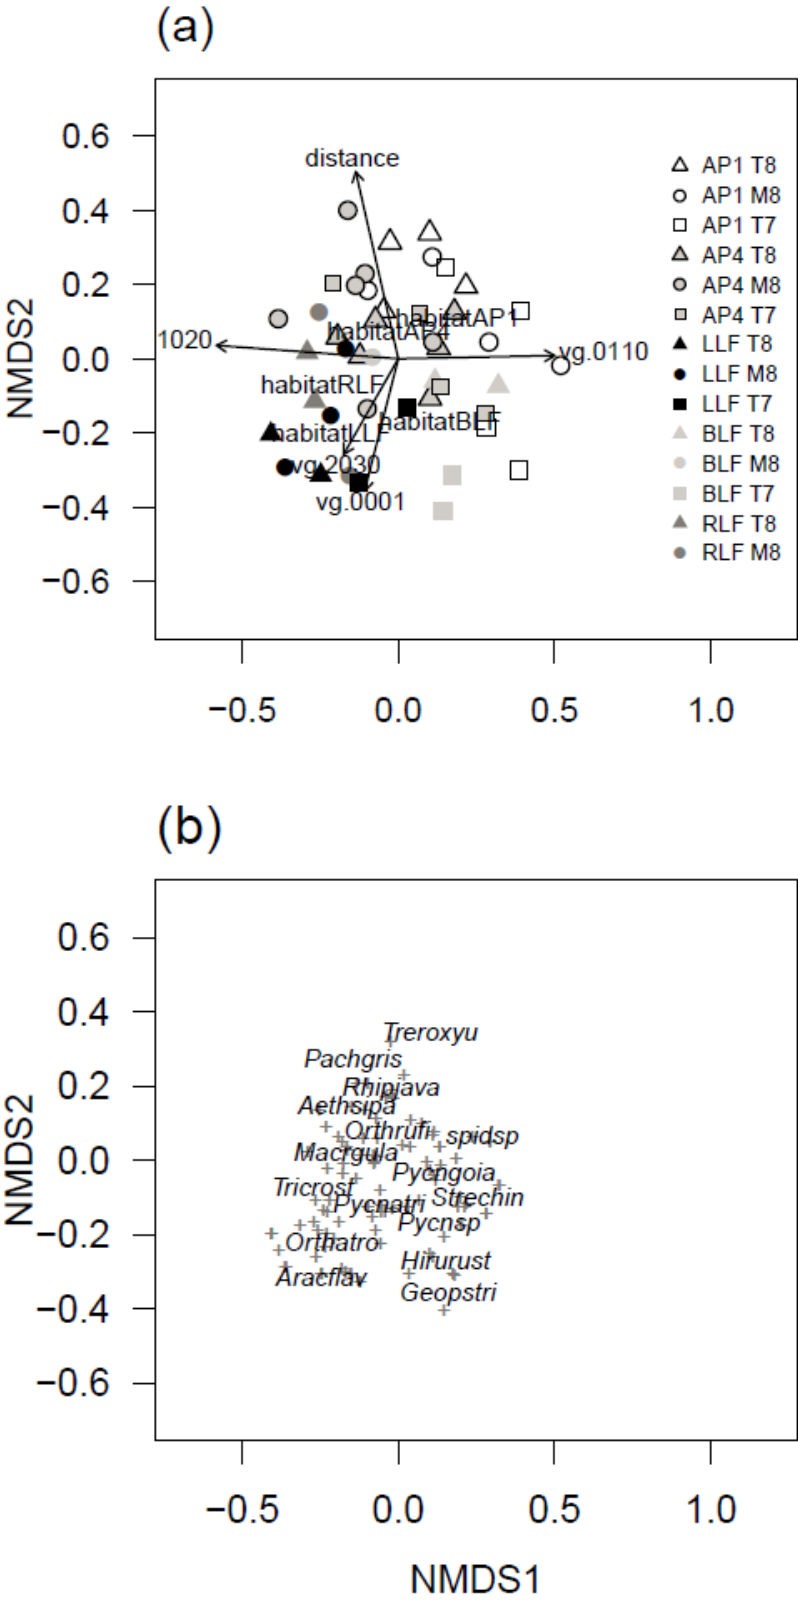 (a)
NMDS2
0.6
0.4
0.2
0.0
−0.2
−0.4
−0.6
distance
1020
habitatAP1
habitatAP4
vg.0110
habitatRLF
habitatBLF
habitatLLF
vg.2030
vg.0001
AP1 T8
AP1 M8
AP1 T7
AP4 T8
AP4 M8
AP4 T7
LLF T8
LLF M8
LLF T7
BLF T8
BLF M8
BLF T7
RLF T8
RLF M8
−0.5 0.0 0.5 1.0
(b)
NMDS2
0.6
0.4
0.2
0.0
−0.2
−0.4
−0.6
Treroxyu
Pachgris
Rhipjava
Aethsipa
Orthrufi
spidsp
Macrgula
Pycngoia
Tricrost
Strechin
Pycnatri
Pycnsp
Orthatro
Hirurust
Aracflav
Geopstri
−0.5 0.0 0.5 1.0
NMDS1